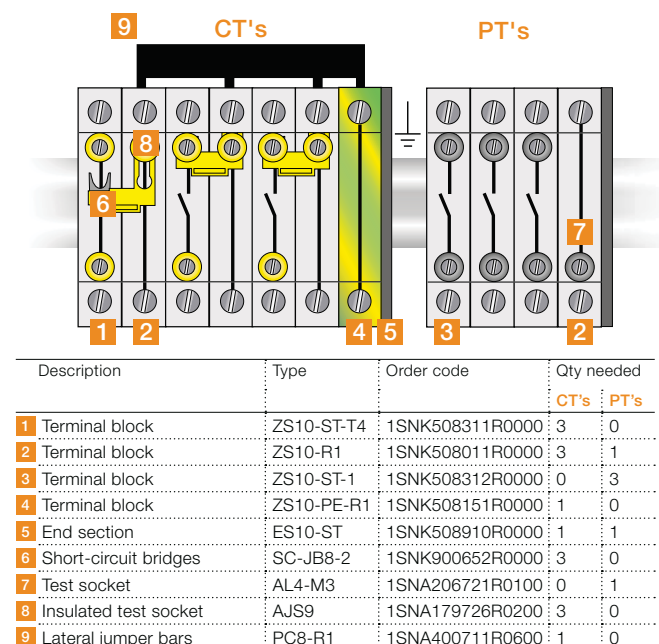 9 CT's PT's
8
6
7
1 2 4 5 3 2
Description Type Order code Qty needed
CT's PT's
1 Terminal block ZS10-ST-T4 1SNK508311R0000 3 0
2 Terminal block ZS10-R1 1SNK508011R0000 3 1
3 Terminal block ZS10-ST-1 1SNK508312R0000 0 3
4 Terminal block ZS10-PE-R1 1SNK508151R0000 1 0
5 End section ES10-ST 1SNK508910R0000 1 1
6 Short-circuit bridges SC-JB8-2 1SNK900652R0000 3 0
7 Test socket AL4-M3 1SNA206721R0100 0 1
8 Insulated test socket AJS9 1SNA179726R0200 3 0
9 Lateral jumper bars PC8-R1 1SNA400711R0600 1 0